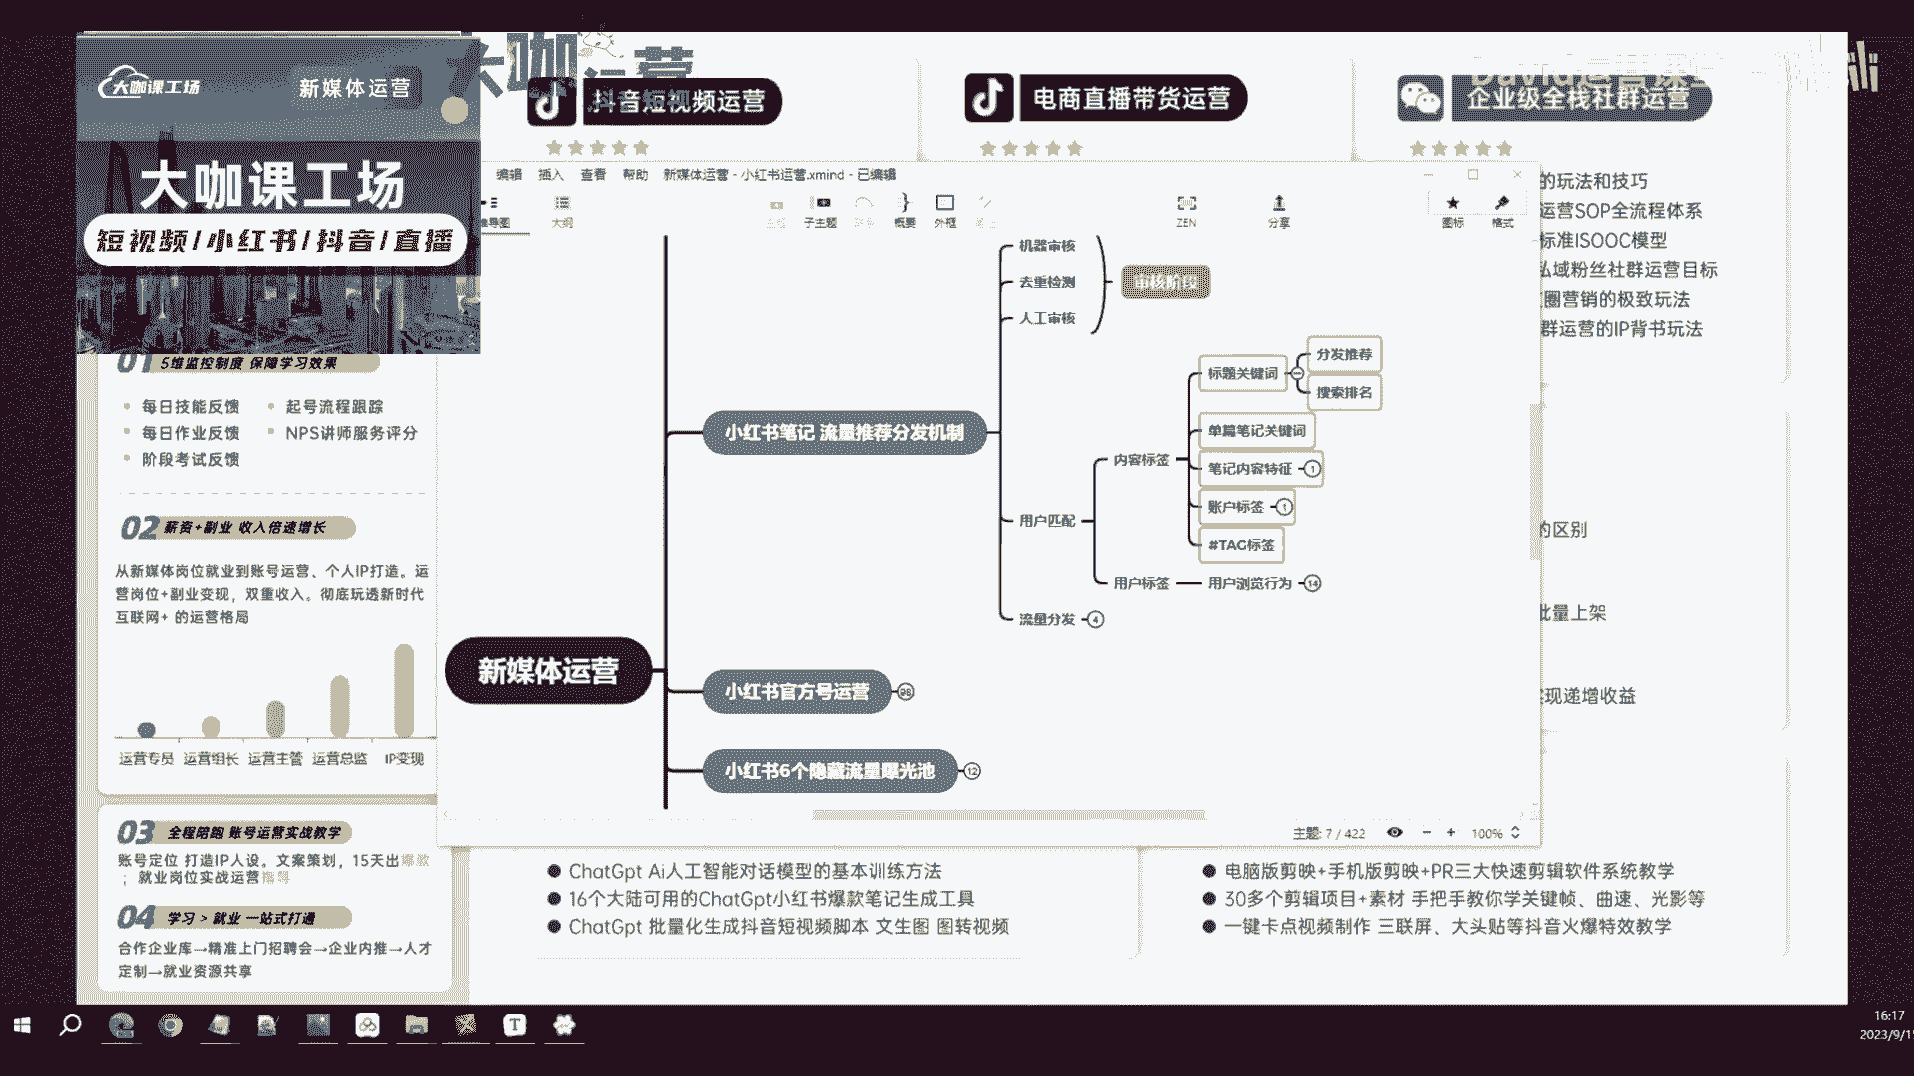 大咖课工场
新媒体运营
大咖课工场
短视频/小红书/抖音/直播
大咖
运营
抖音短视频运营
电商直播带货运营
企业级全栈社群运营
编辑 插入 查看 帮助 新媒体运营 - 小红书运营.xmind - 已编辑
大纲
子主题
概要
外框
ZEN
分享
图标
格式
机器审核
去重检测
人工审核
审核阶段
小红书笔记 流量推荐分发机制
用户匹配
内容标签
标题关键词
分发推荐
搜索排名
单篇笔记关键词
笔记内容特征 1
账户标签 1
#TAG标签
用户标签
用户浏览行为 14
流量分发 4
新媒体运营
小红书官方号运营 98
小红书6个隐藏流量曝光池 12
主题: 7 / 422
100%
的玩法和技巧
运营SOP全流程体系
标准ISOOC模型
私域粉丝社群运营目标
圈营销的极致玩法
群运营的IP背书玩法
的区别
批量上架
现递增收益
01 5维监控制度 保障学习效果
每日技能反馈
起号流程跟踪
每日作业反馈
NPS讲师服务评分
阶段考试反馈
02 薪资+副业 收入倍速增长
从新媒体岗位就业到账号运营、个人IP打造。运
营岗位+副业变现，双重收入。彻底玩透新时代
互联网+ 的运营格局
运营专员 运营组长 运营主管 运营总监 IP变现
03 全程陪跑 账号运营实战教学
账号定位 打造IP人设。文案策划，15天出爆款
；就业岗位实战运营指导
04 学习 > 就业 一站式打通
合作企业库→精准上门招聘会→企业内推→人才
定制→就业资源共享
ChatGpt Ai人工智能对话模型的基本训练方法
16个大陆可用的ChatGpt小红书爆款笔记生成工具
ChatGpt 批量化生成抖音短视频脚本 文生图 图转视频
电脑版剪映+手机版剪映+PR三大快速剪辑软件系统教学
30多个剪辑项目+素材 手把手教你学关键帧、曲速、光影等
一键卡点视频制作 三联屏、大头贴等抖音火爆特效教学
16:17
2023/9/1